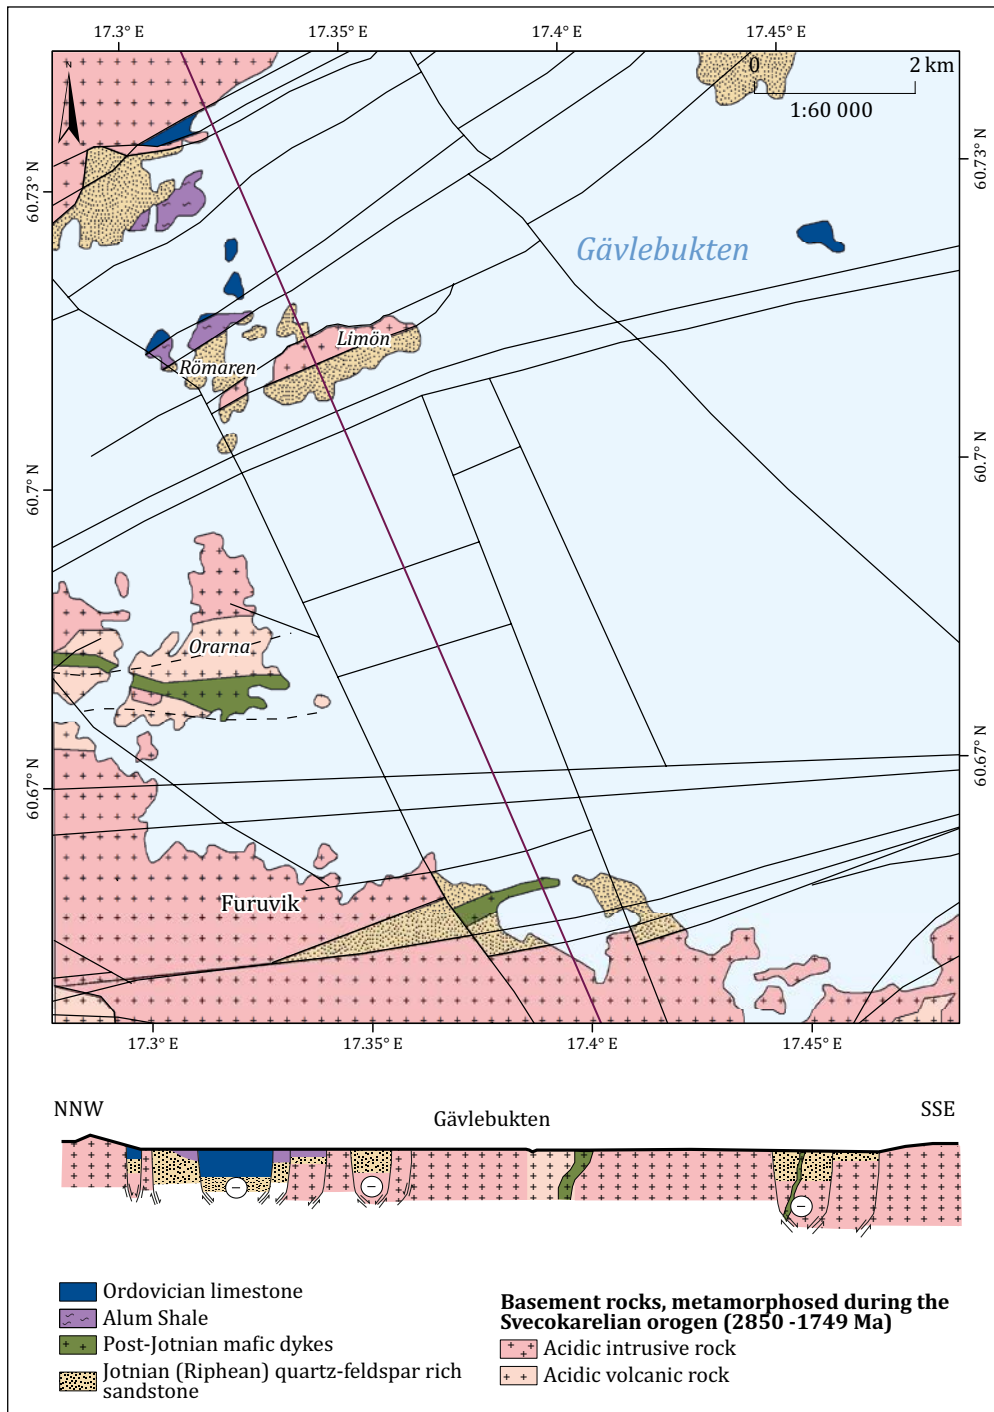 17.3° E 17.35° E 17.4° E 17.45° E
N
0 2 km
1:60 000
60.73° N
60.73° N
Gävlebukten
Limön
Römaren
60.7° N
60.7° N
Orarna
60.67° N
60.67° N
Furuvik
17.3° E 17.35° E 17.4° E 17.45° E
NNW Gävlebukten SSE
Ordovician limestone
Alum Shale
Post-Jotnian mafic dykes
Jotnian (Riphean) quartz-feldspar rich
sandstone
Basement rocks, metamorphosed during the
Svecokarelian orogen (2850 -1749 Ma)
Acidic intrusive rock
Acidic volcanic rock